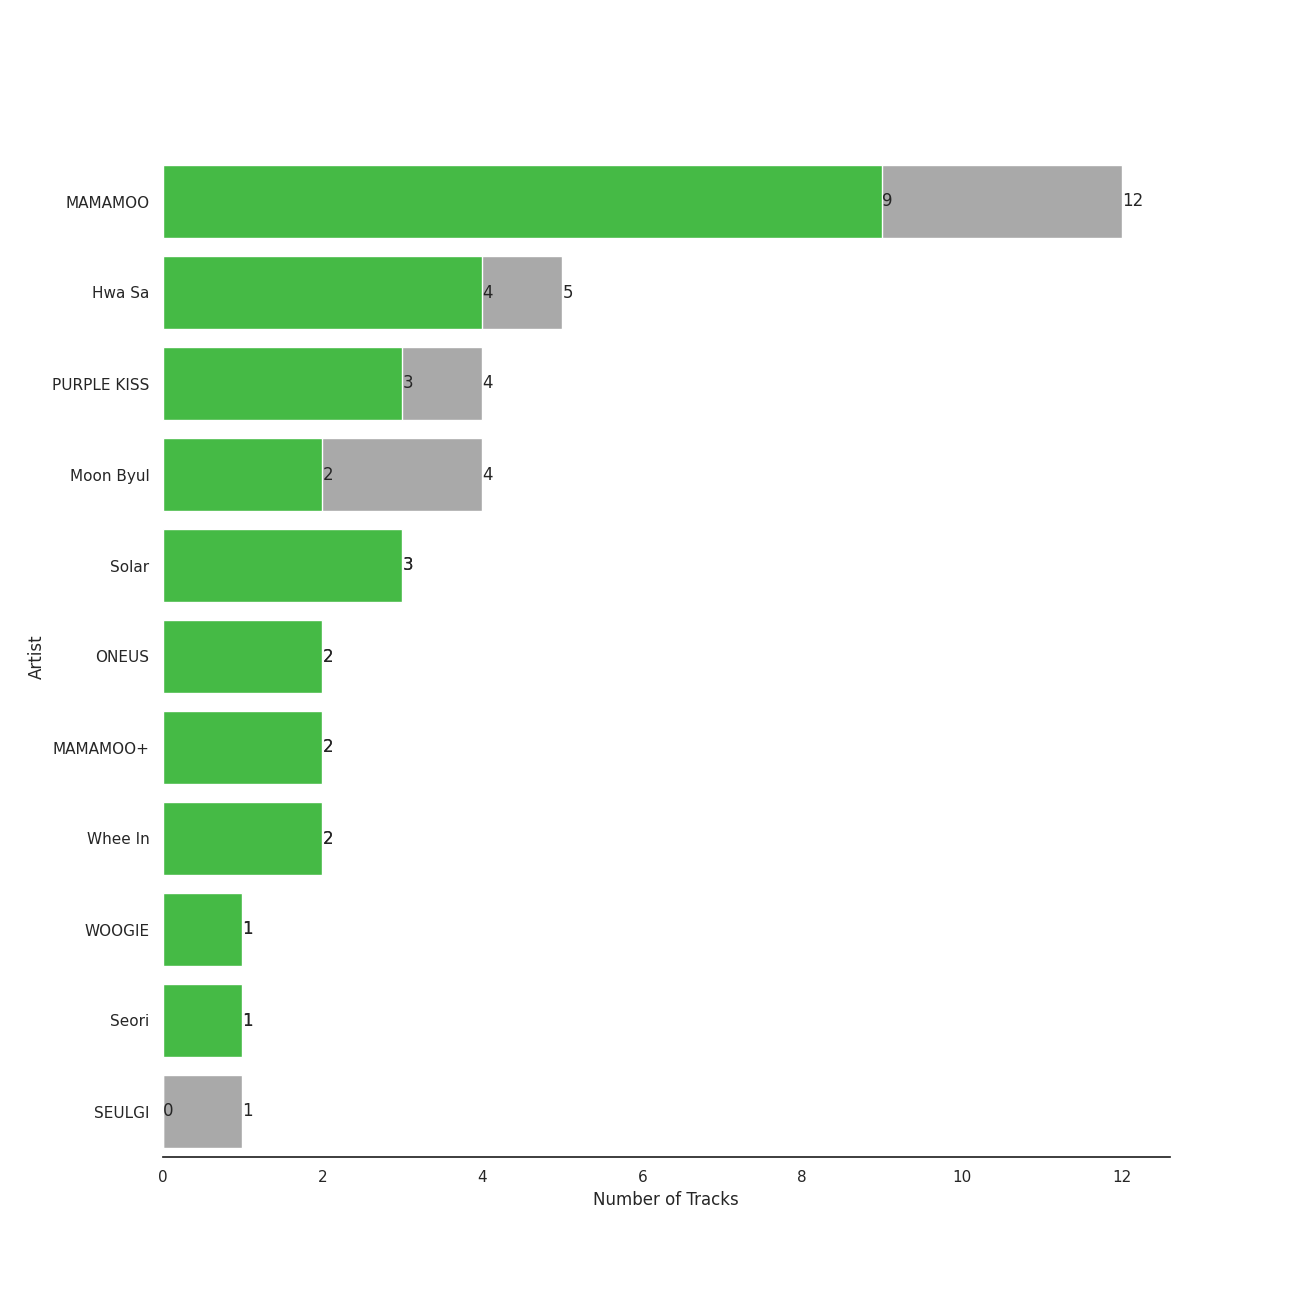 MAMAMOO 9 12
Hwa Sa 4 5
PURPLE KISS 3 4
Moon Byul 2 4
Solar 3
ONEUS 2
MAMAMOO+ 2
Whee In 2
WOOGIE 1
Seori 1
SEULGI 0 1
Artist
0 2 4 6 8 10 12
Number of Tracks